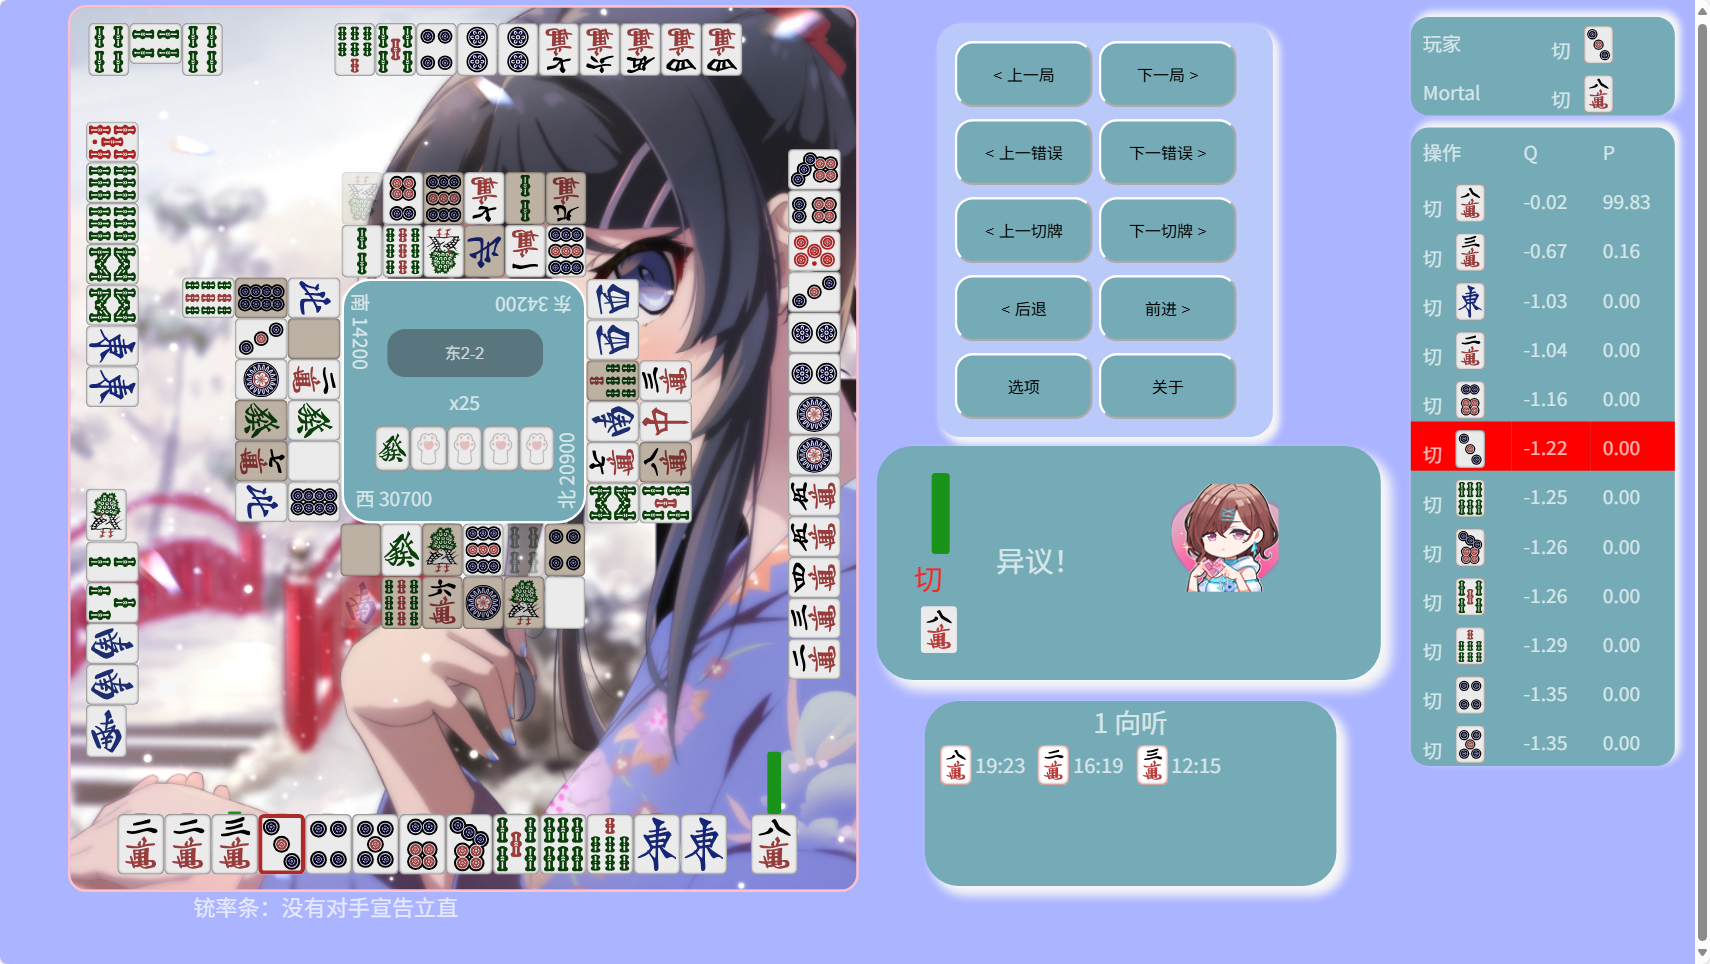 南 14200
东 34200
东2-2
x25
西 30700
北 20900
铳率条：没有对手宣告立直
< 上一局
下一局 >
< 上一错误
下一错误 >
< 上一切牌
下一切牌 >
< 后退
前进 >
选项
关于
切
异议！
1 向听
19:23
16:19
12:15
玩家 切
Mortal 切
操作 Q P
切 -0.02 99.83
切 -0.67 0.16
切 -1.03 0.00
切 -1.04 0.00
切 -1.16 0.00
切 -1.22 0.00
切 -1.25 0.00
切 -1.26 0.00
切 -1.26 0.00
切 -1.29 0.00
切 -1.35 0.00
切 -1.35 0.00